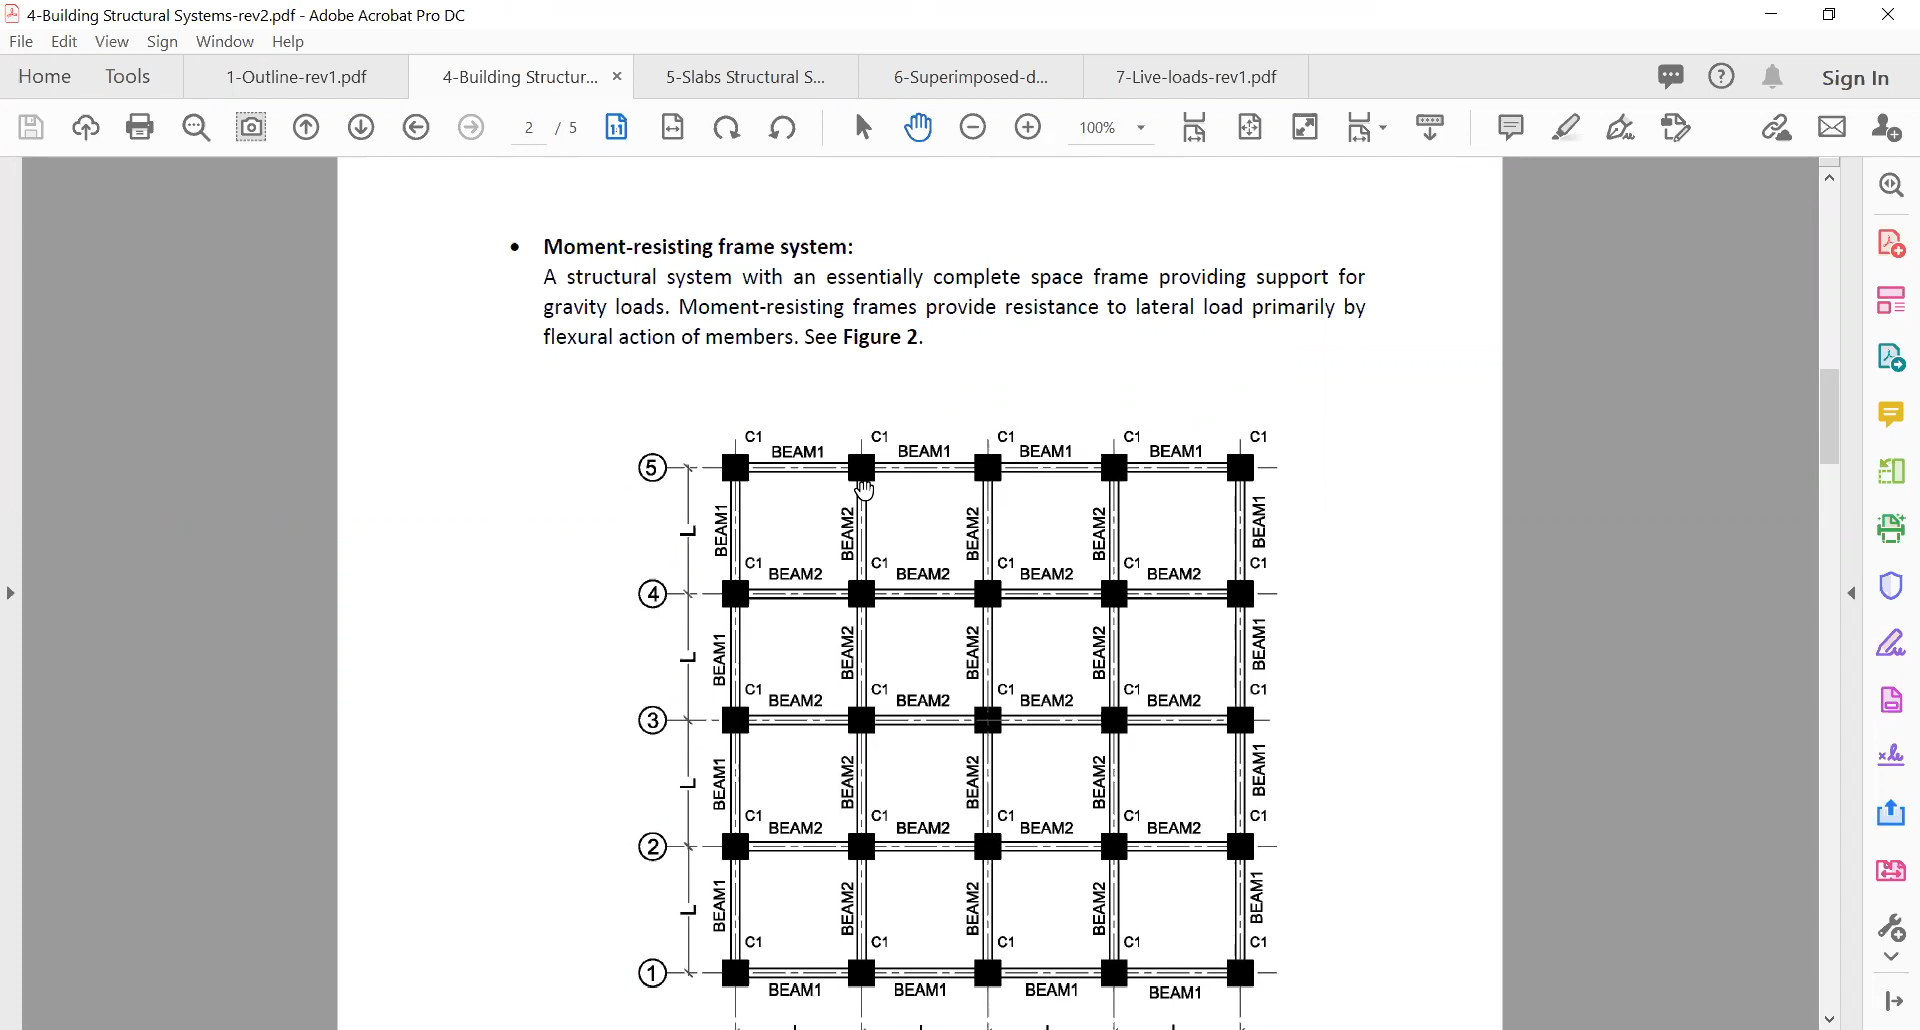 4-Building Structural Systems-rev2.pdf - Adobe Acrobat Pro DC
File Edit View Sign Window Help
Home Tools 1-Outline-rev1.pdf 4-Building Structur... × 5-Slabs Structural S... 6-Superimposed-d... 7-Live-loads-rev1.pdf Sign In
2 / 5 100%
• Moment-resisting frame system:
A structural system with an essentially complete space frame providing support for
gravity loads. Moment-resisting frames provide resistance to lateral load primarily by
flexural action of members. See Figure 2.
C1 C1 C1 C1 C1
BEAM1 BEAM1 BEAM1 BEAM1
5
L BEAM1 BEAM2 BEAM2 BEAM2 BEAM1
C1 C1 C1 C1 C1
BEAM2 BEAM2 BEAM2 BEAM2
4
L BEAM1 BEAM2 BEAM2 BEAM2 BEAM1
C1 C1 C1 C1 C1
BEAM2 BEAM2 BEAM2 BEAM2
3
L BEAM1 BEAM2 BEAM2 BEAM2 BEAM1
C1 C1 C1 C1 C1
BEAM2 BEAM2 BEAM2 BEAM2
2
L BEAM1 BEAM2 BEAM2 BEAM2 BEAM1
C1 C1 C1 C1 C1
1
BEAM1 BEAM1 BEAM1 BEAM1